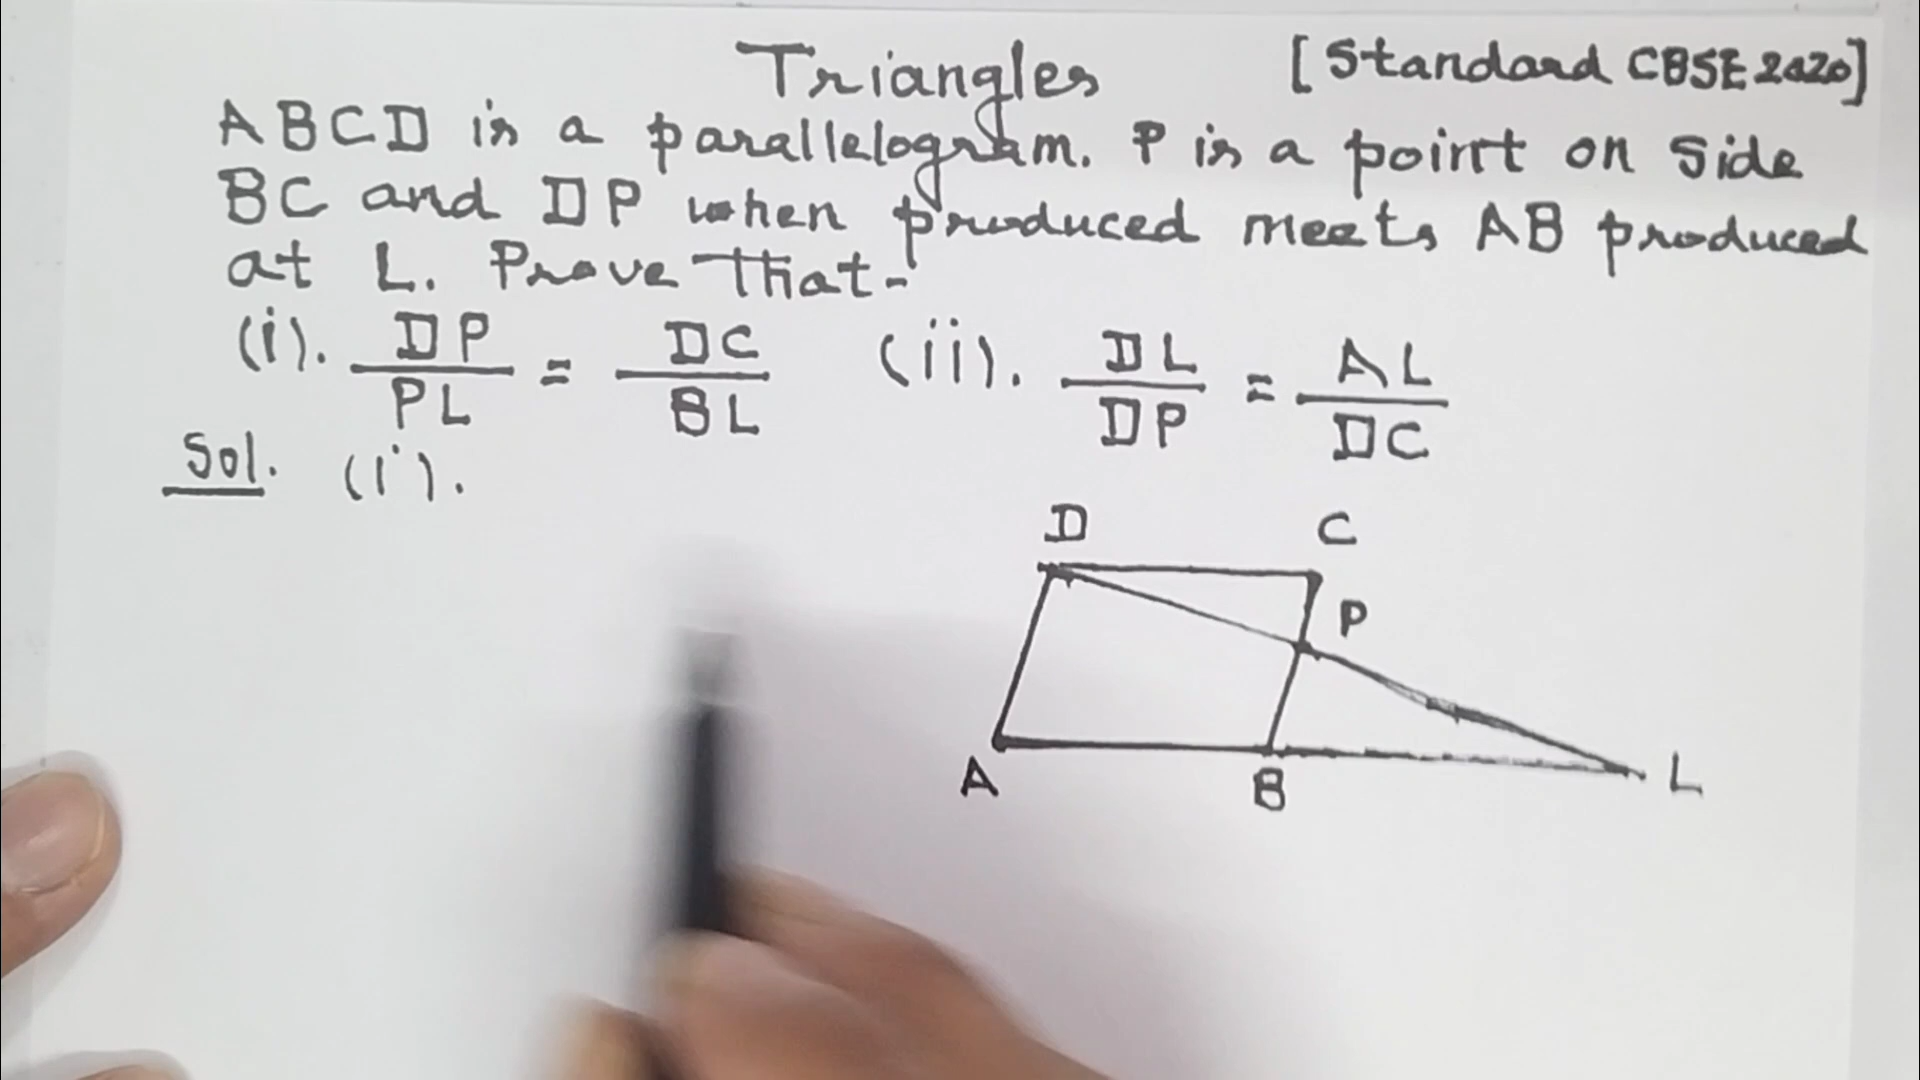 Triangles [Standard CBSE 2020]
ABCD is a parallelogram. P is a point on side
BC and DP when produced meets AB produced
at L. Prove That-
(i). DP/PL = DC/BL (ii). DL/DP = AL/DC
Sol. (i).
D C
P
A B L